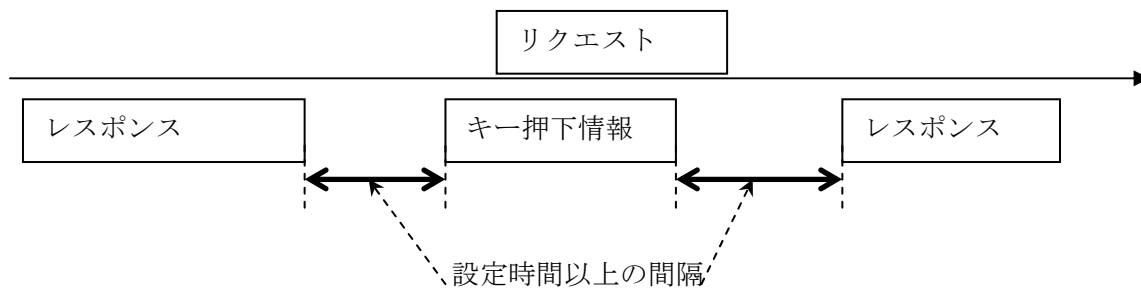 リクエスト
レスポンス
キー押下情報
レスポンス
設定時間以上の間隔